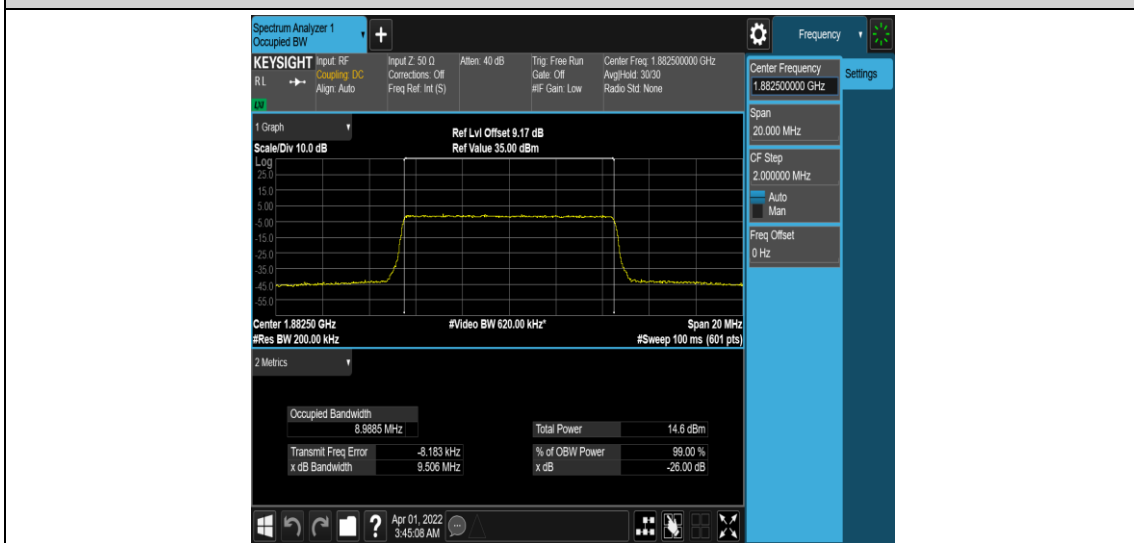 Spectrum Analyzer 1
Occupied BW
+
Frequency
KEYSIGHT
RL
LXI
Input: RF
Coupling: DC
Align: Auto
Input Z: 50 Ω
Corrections: Off
Freq Ref: Int (S)
Atten: 40 dB
Trig: Free Run
Gate: Off
#IF Gain: Low
Center Freq: 1.882500000 GHz
Avg|Hold: 30/30
Radio Std: None
Center Frequency
1.882500000 GHz
Settings
Span
20.000 MHz
CF Step
2.000000 MHz
Auto
Man
Freq Offset
0 Hz
1 Graph
Scale/Div 10.0 dB
Ref Lvl Offset 9.17 dB
Ref Value 35.00 dBm
Log
25.0
15.0
5.00
-5.00
-15.0
-25.0
-35.0
-45.0
-55.0
Center 1.88250 GHz
#Video BW 620.00 kHz*
Span 20 MHz
#Res BW 200.00 kHz
#Sweep 100 ms (601 pts)
2 Metrics
Occupied Bandwidth
8.9885 MHz
Total Power 14.6 dBm
Transmit Freq Error -8.183 kHz
% of OBW Power 99.00 %
x dB Bandwidth 9.506 MHz
x dB -26.00 dB
?
Apr 01, 2022
3:45:08 AM